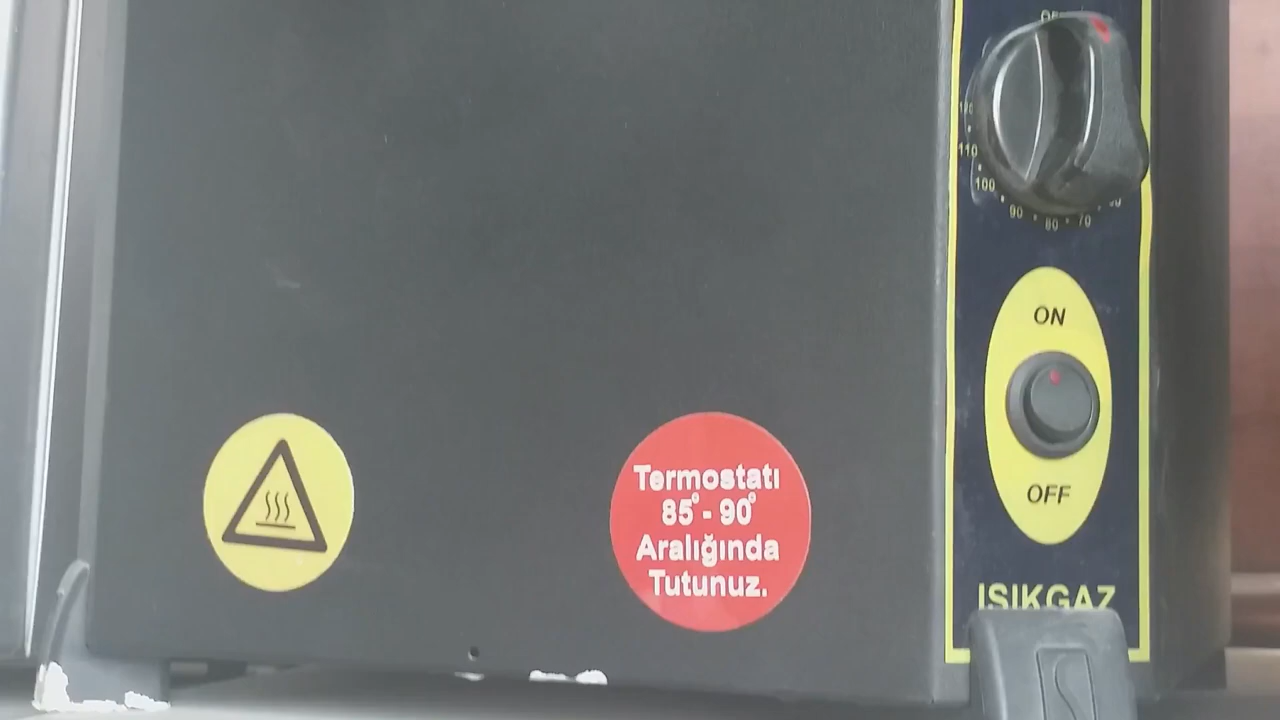 120
110
100
90
80
70
ON
OFF
Termostatı
85° - 90°
Aralığında
Tutunuz.
ISIKGAZ